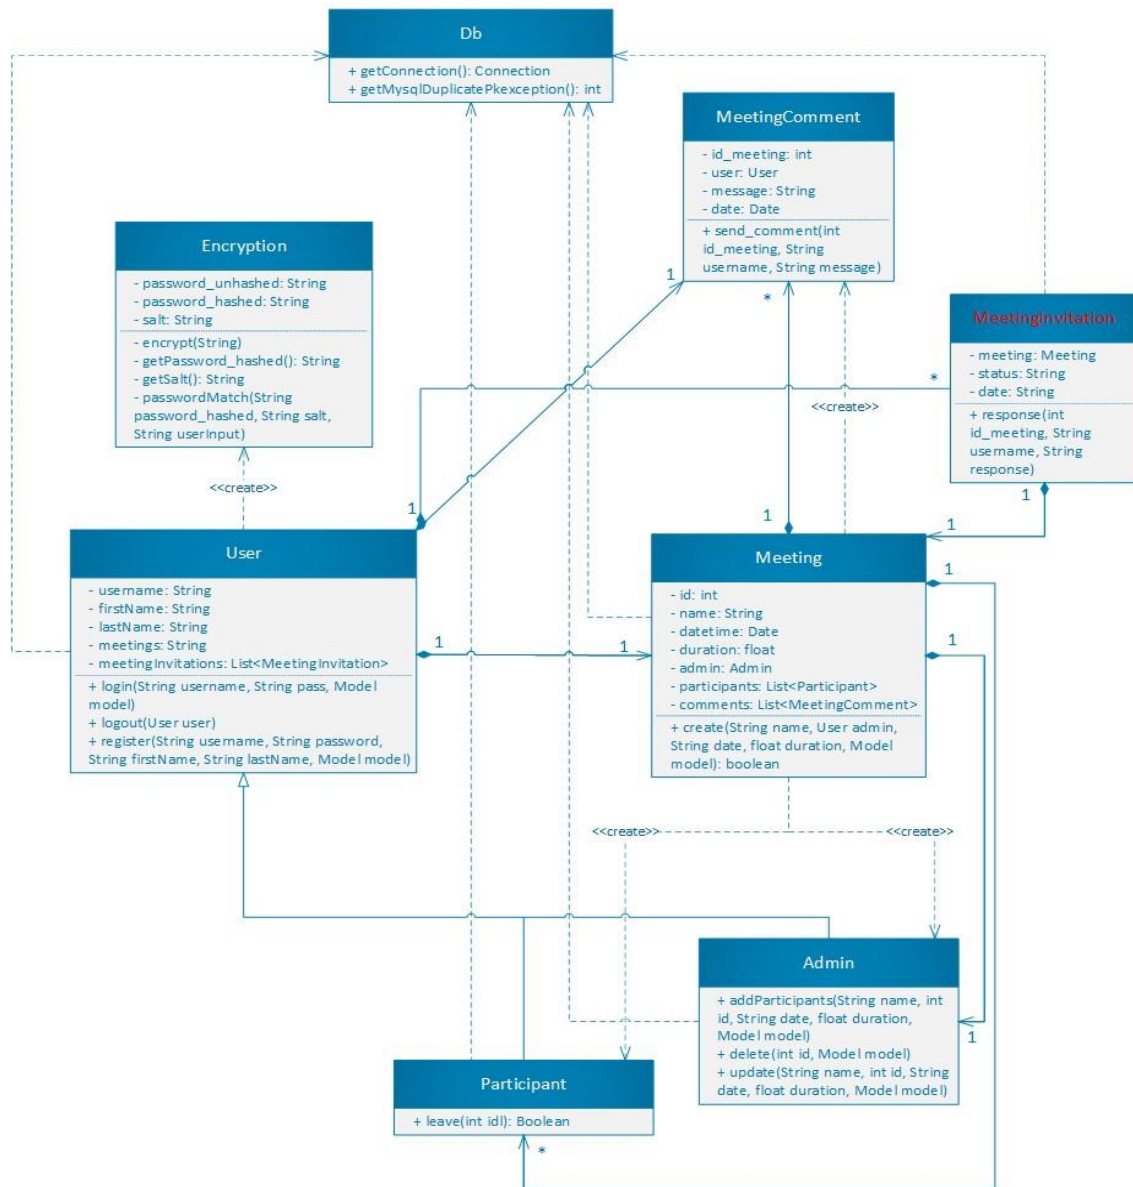 Db
+ getConnection(): Connection
+ getMysqlDuplicatePkexception(): int
MeetingComment
- id_meeting: int
- user: User
- message: String
- date: Date
+ send_comment(int
id_meeting, String
username, String message)
1
*
Encryption
- password_unhashed: String
- password_hashed: String
- salt: String
- encrypt(String)
- getPassword_hashed(): String
- getSalt(): String
- passwordMatch(String
password_hashed, String salt,
String userInput)
MeetingInvitation
- meeting: Meeting
- status: String
- date: String
+ response(int
id_meeting, String
username, String
response)
*
<<create>>
<<create>>
1
1
1
1
User
- username: String
- firstName: String
- lastName: String
- meetings: String
- meetingInvitations: List<MeetingInvitation>
+ login(String username, String pass, Model
model)
+ logout(User user)
+ register(String username, String password,
String firstName, String lastName, Model model)
1
1
Meeting
- id: int
- name: String
- datetime: Date
- duration: float
- admin: Admin
- participants: List<Participant>
- comments: List<MeetingComment>
+ create(String name, User admin,
String date, float duration, Model
model): boolean
1
1
<<create>>
<<create>>
Admin
+ addParticipants(String name, int
id, String date, float duration,
Model model)
+ delete(int id, Model model)
+ update(String name, int id, String
date, float duration, Model model)
1
Participant
+ leave(int idl): Boolean
*